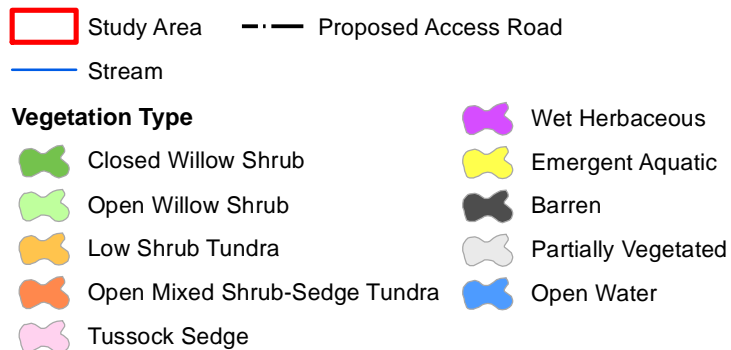 Study Area
Proposed Access Road
Stream
Vegetation Type
Closed Willow Shrub
Open Willow Shrub
Low Shrub Tundra
Open Mixed Shrub-Sedge Tundra
Tussock Sedge
Wet Herbaceous
Emergent Aquatic
Barren
Partially Vegetated
Open Water